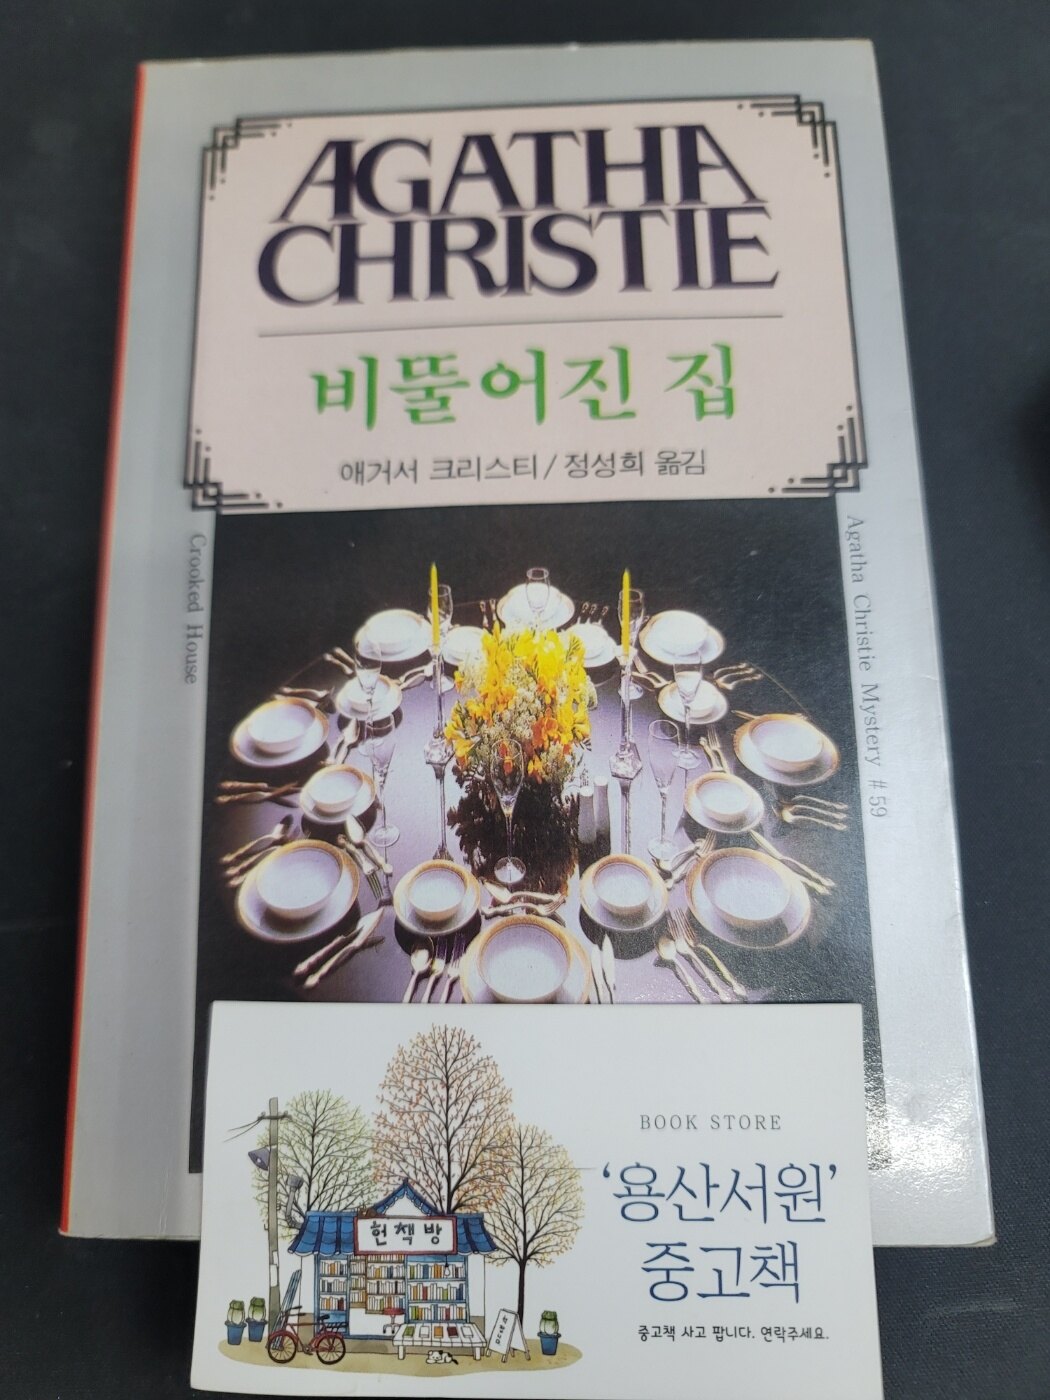 AGATHA
CHRISTIE
비뚤어진 집
애거서 크리스티/정성희 옮김
Crooked House
Agatha Christie Mystery #59
BOOK STORE
'용산서원'
중고책
중고책 사고 팝니다. 연락주세요.
헌책방